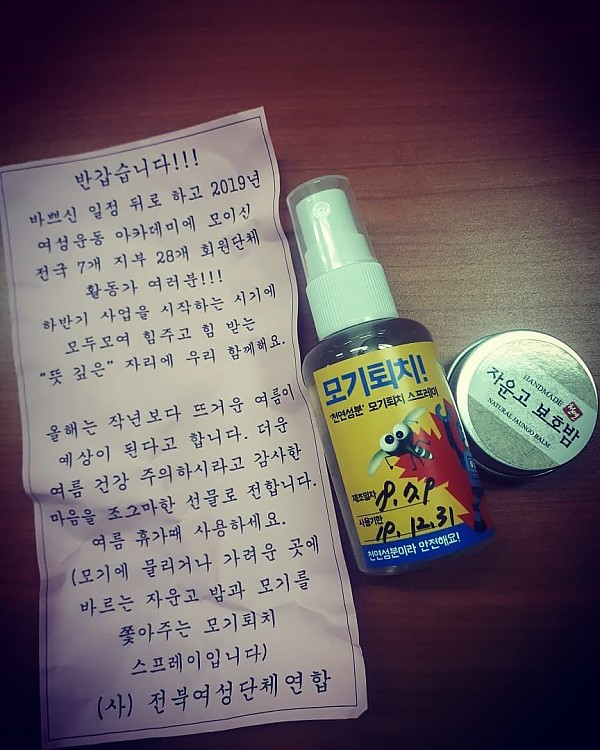 반갑습니다!!!
바쁘신 일정 뒤로 하고 2019년
여성운동 아카데미에 모이신
전국 7개 지부 28개 회원단체
활동가 여러분!!!
하반기 사업을 시작하는 시기에
모두모여 힘주고 힘 받는
“뜻 깊은” 자리에 우리 함께해요.
올해는 작년보다 뜨거운 여름이
예상이 된다고 합니다. 더운
여름 건강 주의하시라고 감사한
마음을 조그마한 선물로 전합니다.
여름 휴가때 사용하세요.
(모기에 물리거나 가려운 곳에
바르는 자운고 밤과 모기를
쫓아주는 모기퇴치
스프레이입니다)
(사) 전북여성단체연합
모기퇴치!
'천연성분' 모기퇴치 스프레이
제조일자
사용기한 19.12.31
천연성분이라 안전해요!
HANDMADE
자운고 보호밤
NATURAL JAUNGO BALM